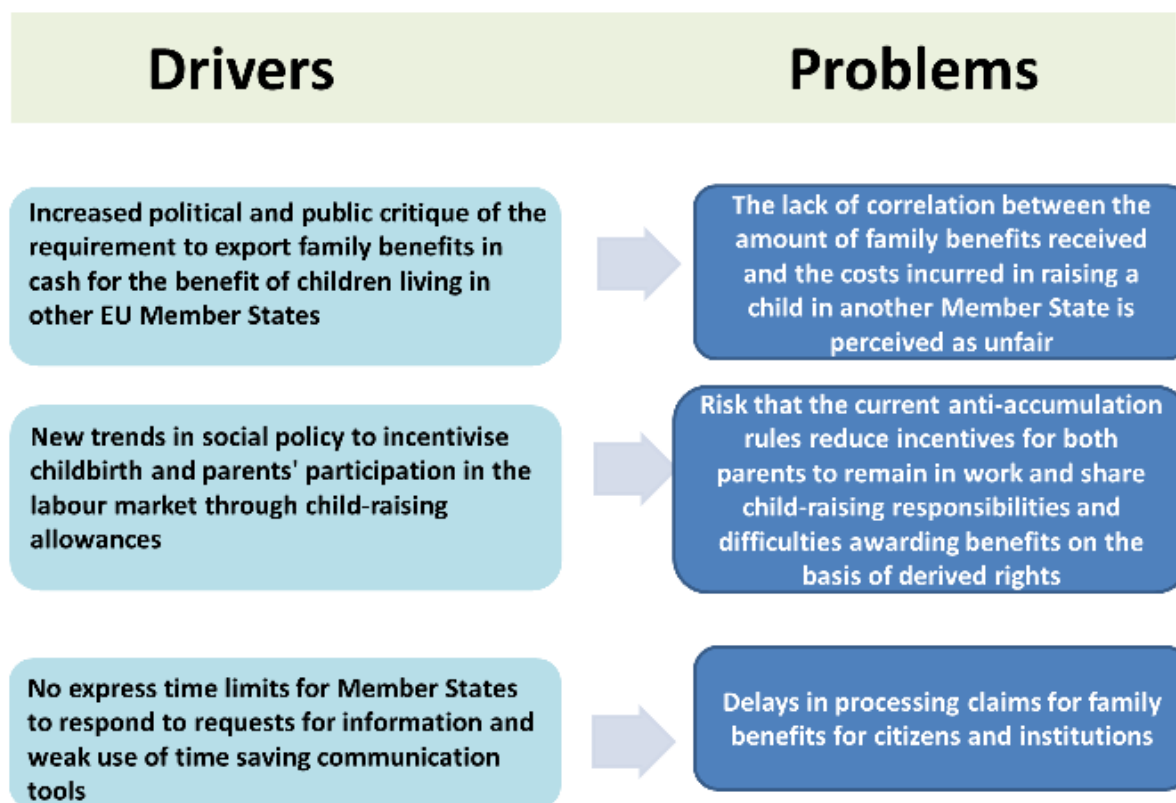 Drivers
Problems
Increased political and public critique of the
requirement to export family benefits in
cash for the benefit of children living in
other EU Member States
The lack of correlation between the
amount of family benefits received
and the costs incurred in raising a
child in another Member State is
perceived as unfair
New trends in social policy to incentivise
childbirth and parents' participation in the
labour market through child-raising
allowances
Risk that the current anti-accumulation
rules reduce incentives for both
parents to remain in work and share
child-raising responsibilities and
difficulties awarding benefits on the
basis of derived rights
No express time limits for Member States
to respond to requests for information and
weak use of time saving communication
tools
Delays in processing claims for family
benefits for citizens and institutions